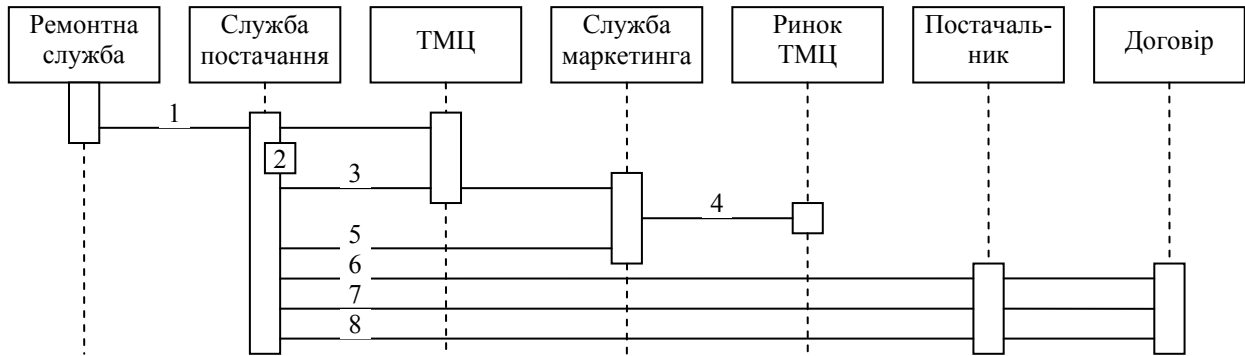 Ремонтна
служба
Служба
постачання
ТМЦ
Служба
маркетинга
Ринок
ТМЦ
Постачаль-
ник
Договір
1
2
3
4
5
6
7
8